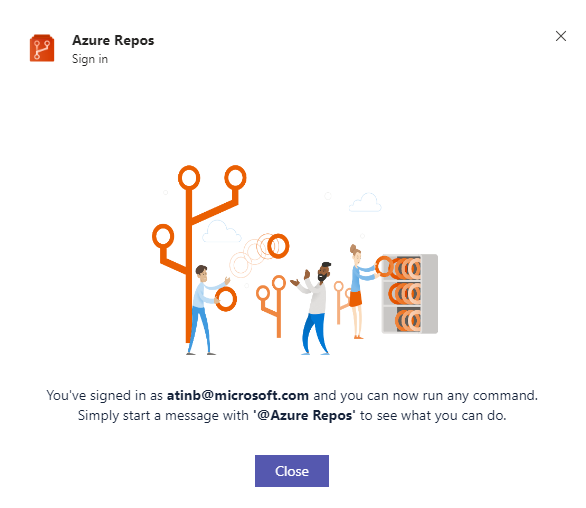 Azure Repos
Sign in
You've signed in as atinb@microsoft.com and you can now run any command.
Simply start a message with '@Azure Repos' to see what you can do.
Close